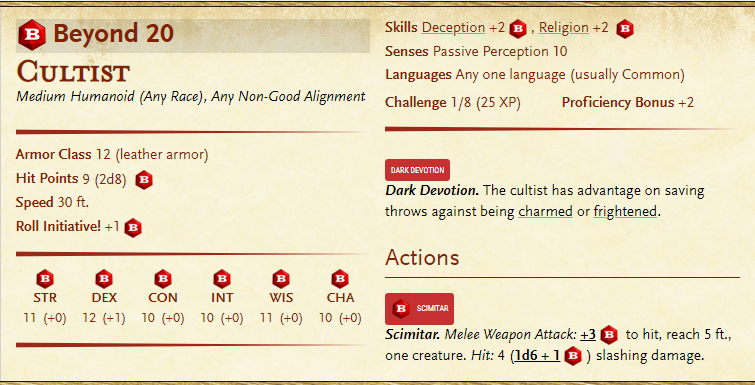 B Beyond 20
CULTIST
Medium Humanoid (Any Race), Any Non-Good Alignment
Armor Class 12 (leather armor)
Hit Points 9 (2d8) B
Speed 30 ft.
Roll Initiative! +1 B
B B B B B B
STR DEX CON INT WIS CHA
11 (+0) 12 (+1) 10 (+0) 10 (+0) 11 (+0) 10 (+0)
Skills Deception +2 B , Religion +2 B
Senses Passive Perception 10
Languages Any one language (usually Common)
Challenge 1/8 (25 XP) Proficiency Bonus +2
DARK DEVOTION
Dark Devotion. The cultist has advantage on saving
throws against being charmed or frightened.
Actions
B SCIMITAR
Scimitar. Melee Weapon Attack: +3 B to hit, reach 5 ft.,
one creature. Hit: 4 (1d6 + 1 B ) slashing damage.